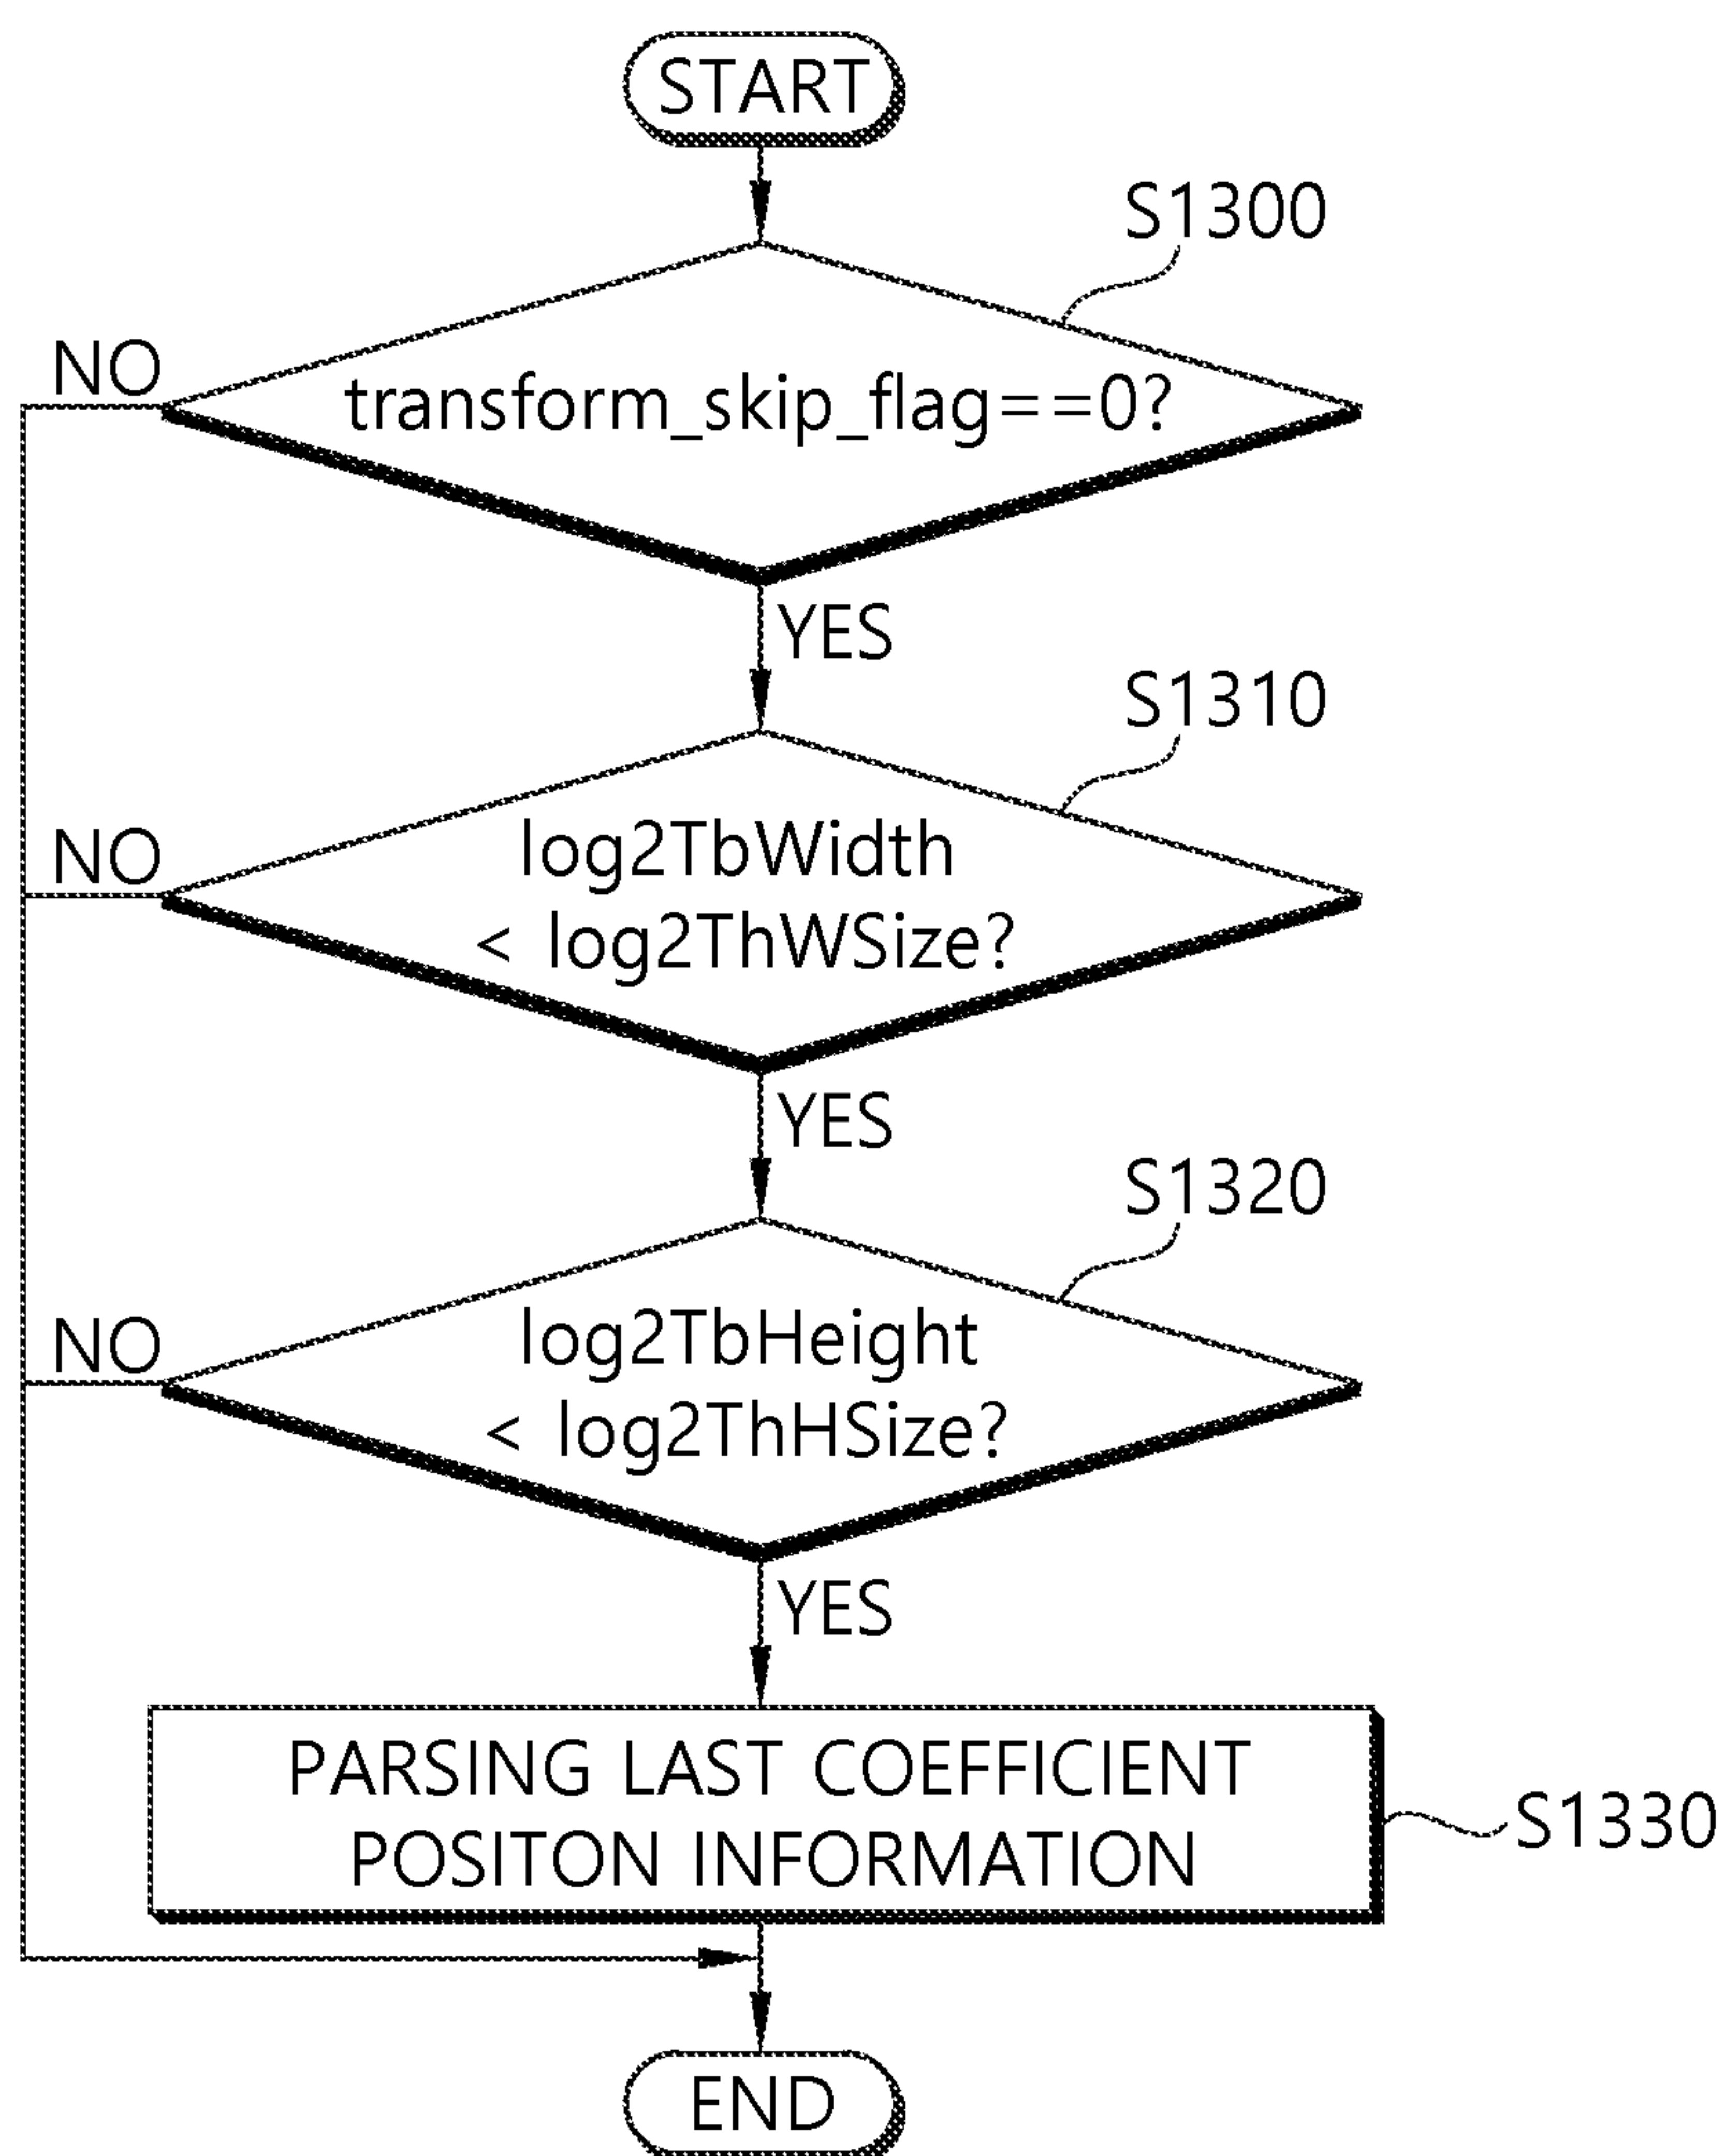 START
S1300
NO
transform_skip_flag==0?
YES
S1310
NO
log2TbWidth
< log2ThWSize?
YES
S1320
NO
log2TbHeight
< log2ThHSize?
YES
PARSING LAST COEFFICIENT
POSITON INFORMATION
S1330
END